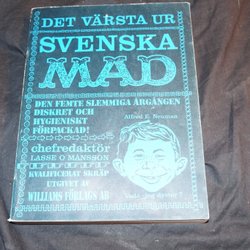 DET VÄRSTA UR
SVENSKA
MAD
DEN FEMTE SLEMMIGA ÅRGÅNGEN
DISKRET OCH
HYGIENISKT
FÖRPACKAD!
Alfred E. Neuman
chefredaktör
LASSE O MÅNSSON
KVALIFICERAT SKRÄP
UTGIVET AV
WILLIAMS FÖRLAGS AB